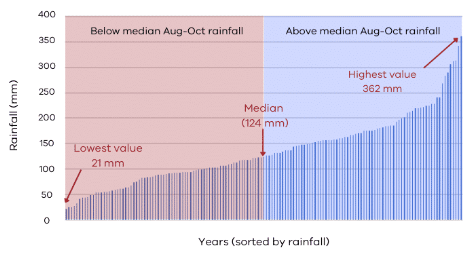 400
350
300
250
200
150
100
50
0
Rainfall (mm)
Below median Aug-Oct rainfall
Above median Aug-Oct rainfall
Highest value
362 mm
Median
(124 mm)
Lowest value
21 mm
Years (sorted by rainfall)